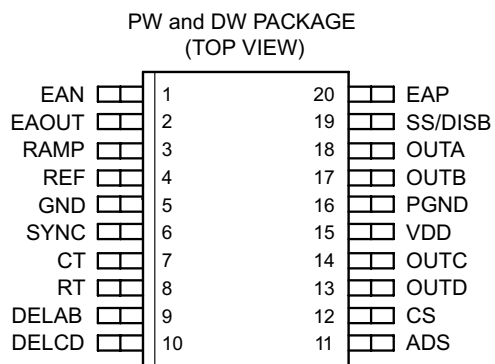 PW and DW PACKAGE
(TOP VIEW)
EAN 1 20 EAP
EAOUT 2 19 SS/DISB
RAMP 3 18 OUTA
REF 4 17 OUTB
GND 5 16 PGND
SYNC 6 15 VDD
CT 7 14 OUTC
RT 8 13 OUTD
DELAB 9 12 CS
DELCD 10 11 ADS